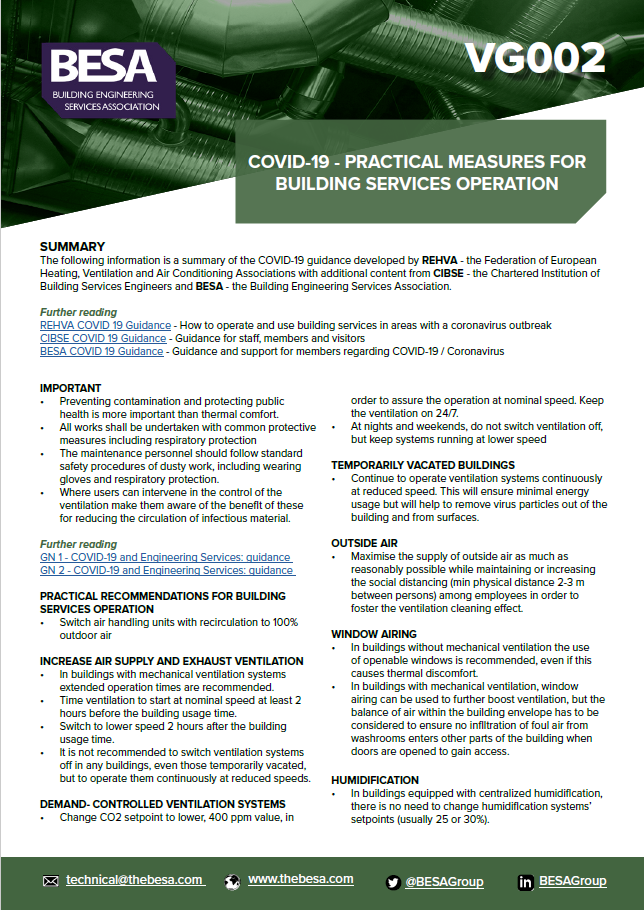 BESA
BUILDING ENGINEERING
SERVICES ASSOCIATION
VG002
COVID-19 - PRACTICAL MEASURES FOR
BUILDING SERVICES OPERATION
SUMMARY
The following information is a summary of the COVID-19 guidance developed by REHVA - the Federation of European
Heating, Ventilation and Air Conditioning Associations with additional content from CIBSE - the Chartered Institution of
Building Services Engineers and BESA - the Building Engineering Services Association.
Further reading
REHVA COVID 19 Guidance - How to operate and use building services in areas with a coronavirus outbreak
CIBSE COVID 19 Guidance - Guidance for staff, members and visitors
BESA COVID 19 Guidance - Guidance and support for members regarding COVID-19 / Coronavirus
IMPORTANT
• Preventing contamination and protecting public
health is more important than thermal comfort.
• All works shall be undertaken with common protective
measures including respiratory protection
• The maintenance personnel should follow standard
safety procedures of dusty work, including wearing
gloves and respiratory protection.
• Where users can intervene in the control of the
ventilation make them aware of the benefit of these
for reducing the circulation of infectious material.
Further reading
GN 1 - COVID-19 and Engineering Services: guidance
GN 2 - COVID-19 and Engineering Services: guidance
PRACTICAL RECOMMENDATIONS FOR BUILDING
SERVICES OPERATION
• Switch air handling units with recirculation to 100%
outdoor air
INCREASE AIR SUPPLY AND EXHAUST VENTILATION
• In buildings with mechanical ventilation systems
extended operation times are recommended.
• Time ventilation to start at nominal speed at least 2
hours before the building usage time.
• Switch to lower speed 2 hours after the building
usage time.
• It is not recommended to switch ventilation systems
off in any buildings, even those temporarily vacated,
but to operate them continuously at reduced speeds.
DEMAND- CONTROLLED VENTILATION SYSTEMS
• Change CO2 setpoint to lower, 400 ppm value, in
order to assure the operation at nominal speed. Keep
the ventilation on 24/7.
• At nights and weekends, do not switch ventilation off,
but keep systems running at lower speed
TEMPORARILY VACATED BUILDINGS
• Continue to operate ventilation systems continuously
at reduced speed. This will ensure minimal energy
usage but will help to remove virus particles out of the
building and from surfaces.
OUTSIDE AIR
• Maximise the supply of outside air as much as
reasonably possible while maintaining or increasing
the social distancing (min physical distance 2-3 m
between persons) among employees in order to
foster the ventilation cleaning effect.
WINDOW AIRING
• In buildings without mechanical ventilation the use
of openable windows is recommended, even if this
causes thermal discomfort.
• In buildings with mechanical ventilation, window
airing can be used to further boost ventilation, but the
balance of air within the building envelope has to be
considered to ensure no infiltration of foul air from
washrooms enters other parts of the building when
doors are opened to gain access.
HUMIDIFICATION
• In buildings equipped with centralized humidification,
there is no need to change humidification systems'
setpoints (usually 25 or 30%).
technical@thebesa.com
www.thebesa.com
@BESAGroup
in BESAGroup